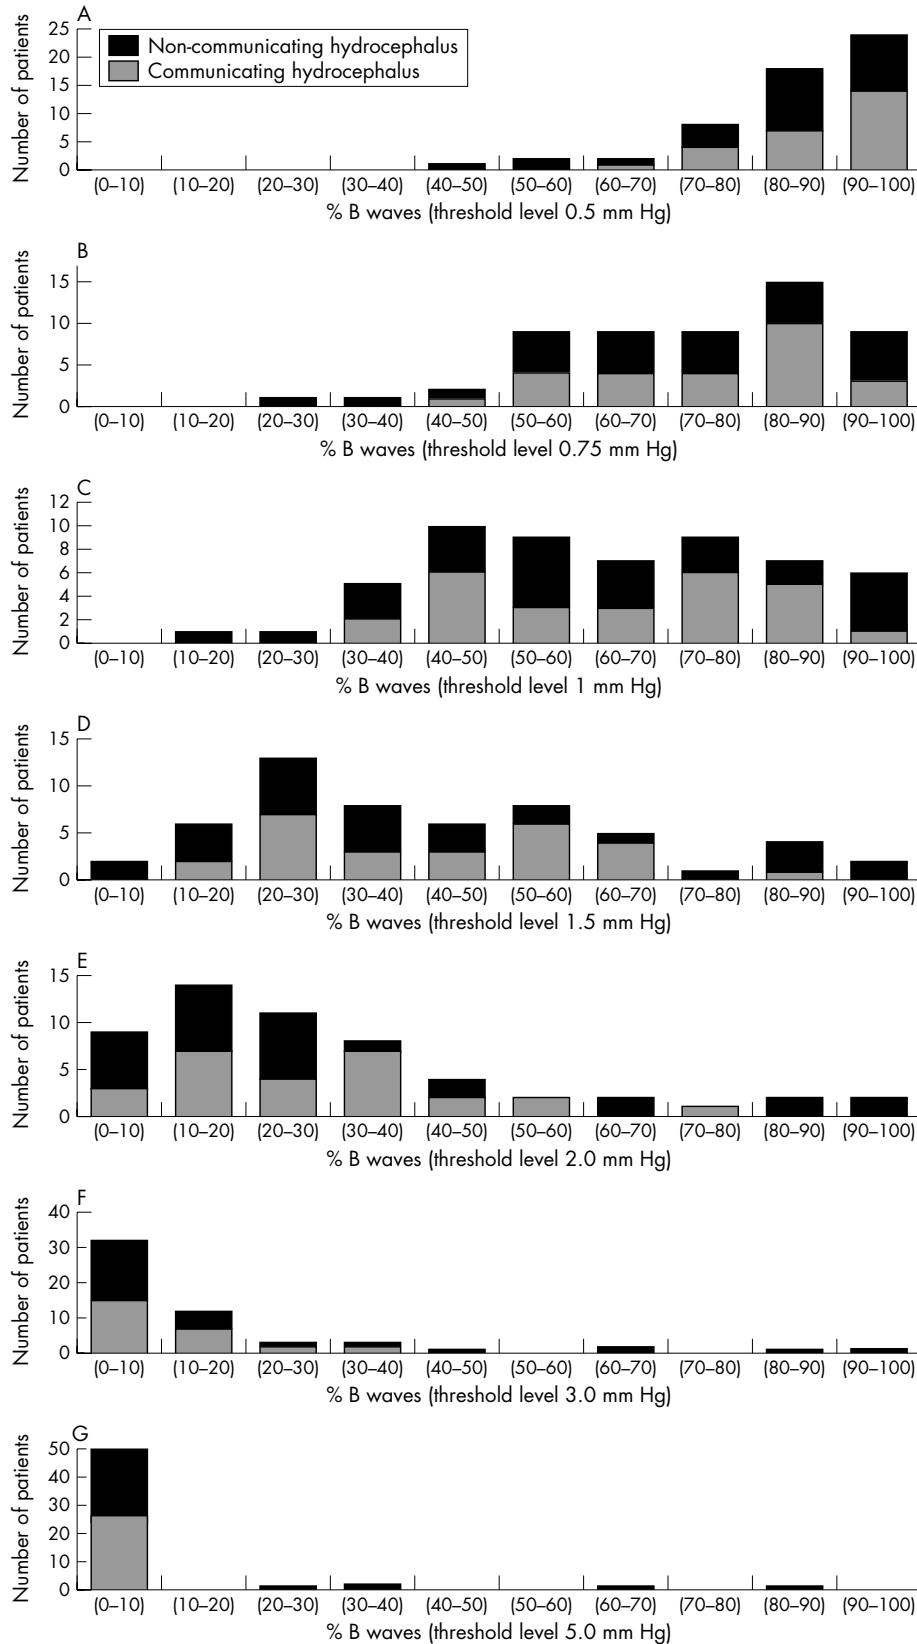 A
Number of patients
25
20
15
10
5
0
Non-communicating hydrocephalus
Communicating hydrocephalus
(0–10) (10–20) (20–30) (30–40) (40–50) (50–60) (60–70) (70–80) (80–90) (90–100)
% B waves (threshold level 0.5 mm Hg)
B
Number of patients
15
10
5
0
(0–10) (10–20) (20–30) (30–40) (40–50) (50–60) (60–70) (70–80) (80–90) (90–100)
% B waves (threshold level 0.75 mm Hg)
C
Number of patients
12
10
8
6
4
2
0
(0–10) (10–20) (20–30) (30–40) (40–50) (50–60) (60–70) (70–80) (80–90) (90–100)
% B waves (threshold level 1 mm Hg)
D
Number of patients
15
10
5
0
(0–10) (10–20) (20–30) (30–40) (40–50) (50–60) (60–70) (70–80) (80–90) (90–100)
% B waves (threshold level 1.5 mm Hg)
E
Number of patients
15
10
5
0
(0–10) (10–20) (20–30) (30–40) (40–50) (50–60) (60–70) (70–80) (80–90) (90–100)
% B waves (threshold level 2.0 mm Hg)
F
Number of patients
40
30
20
10
0
(0–10) (10–20) (20–30) (30–40) (40–50) (50–60) (60–70) (70–80) (80–90) (90–100)
% B waves (threshold level 3.0 mm Hg)
G
Number of patients
50
40
30
20
10
0
(0–10) (10–20) (20–30) (30–40) (40–50) (50–60) (60–70) (70–80) (80–90) (90–100)
% B waves (threshold level 5.0 mm Hg)